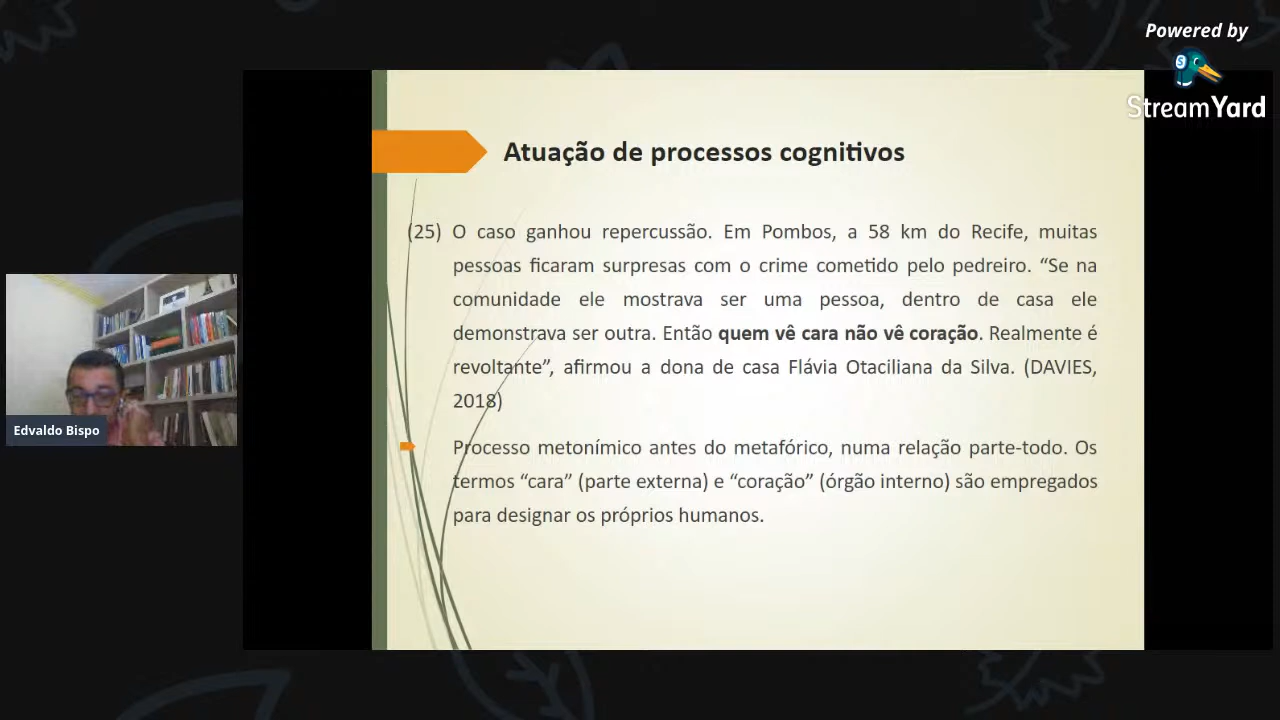 Powered by
StreamYard
Atuação de processos cognitivos
(25) O caso ganhou repercussão. Em Pombos, a 58 km do Recife, muitas
pessoas ficaram surpresas com o crime cometido pelo pedreiro. “Se na
comunidade ele mostrava ser uma pessoa, dentro de casa ele
demonstrava ser outra. Então quem vê cara não vê coração. Realmente é
revoltante”, afirmou a dona de casa Flávia Otaciliana da Silva. (DAVIES,
2018)
Processo metonímico antes do metafórico, numa relação parte-todo. Os
termos “cara” (parte externa) e “coração” (órgão interno) são empregados
para designar os próprios humanos.
Edvaldo Bispo